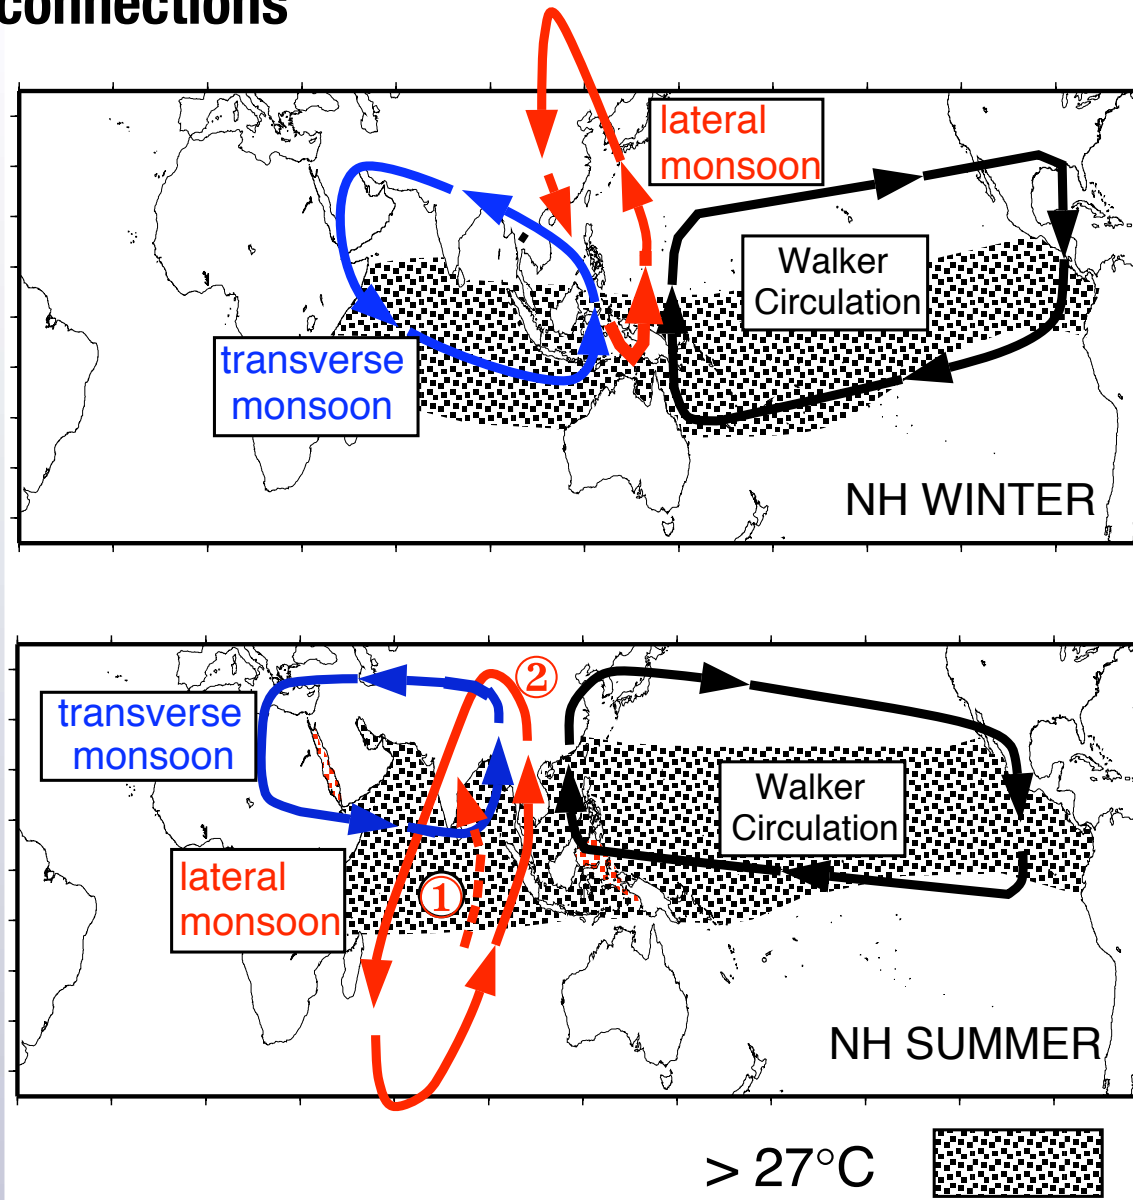 connections
lateral
monsoon
Walker
Circulation
transverse
monsoon
NH WINTER
②
transverse
monsoon
Walker
Circulation
lateral
monsoon
①
NH SUMMER
> 27°C